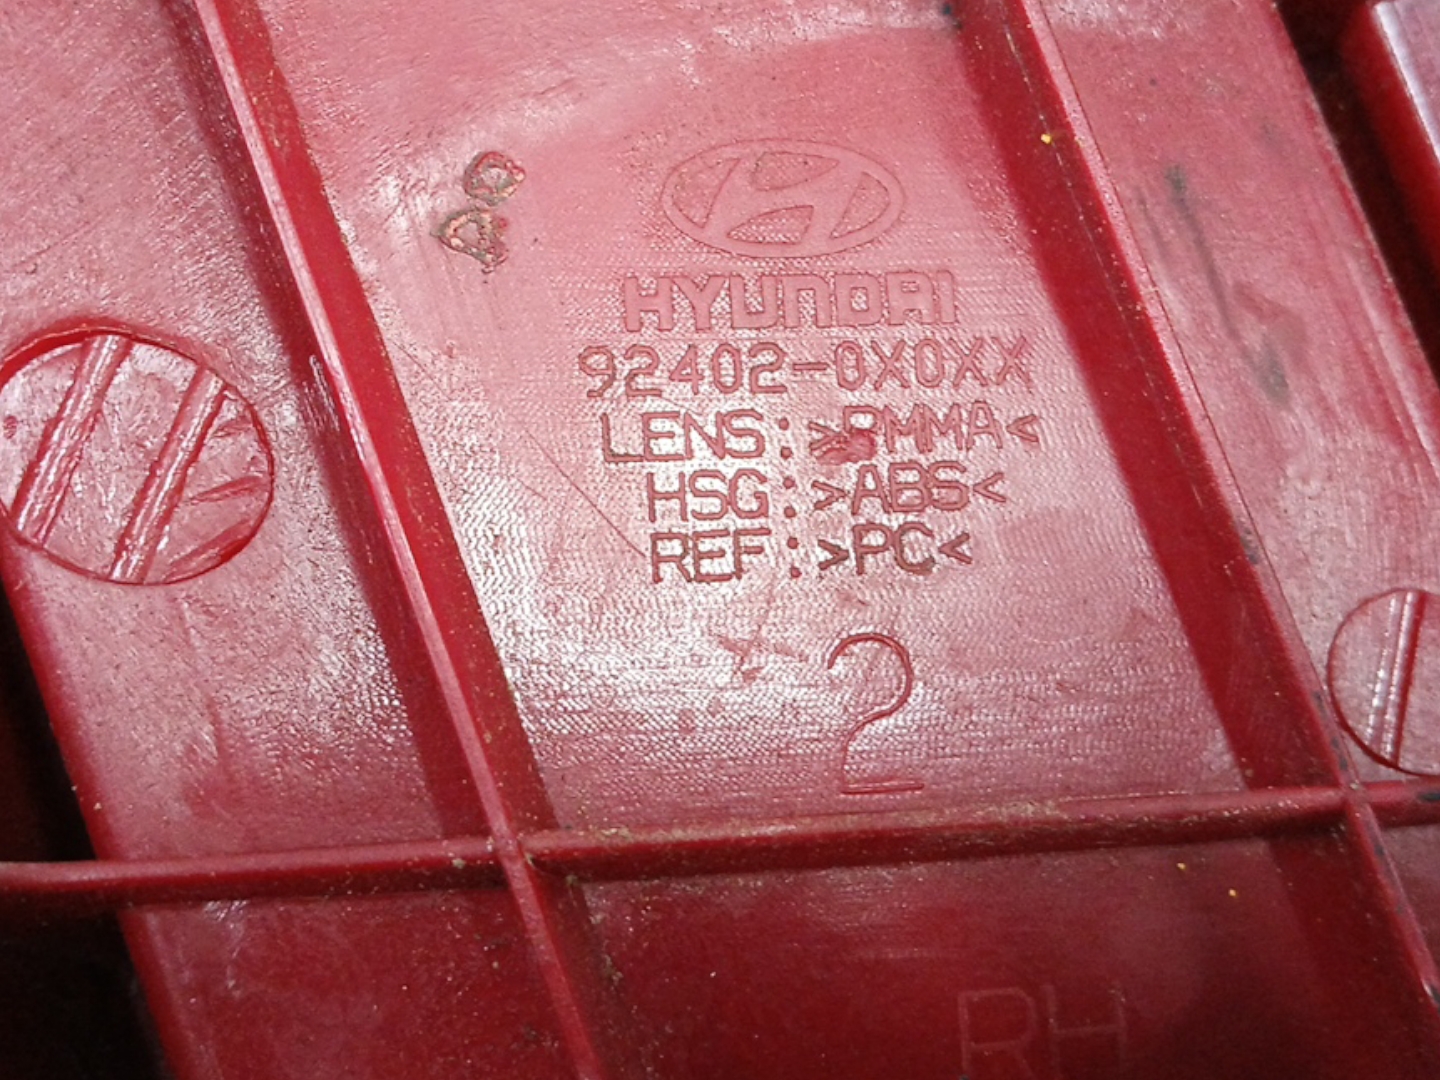 HYUNDAI
92402-0X0XX
LENS:>PMMA<
HSG:>ABS<
REF:>PC<
2
RH